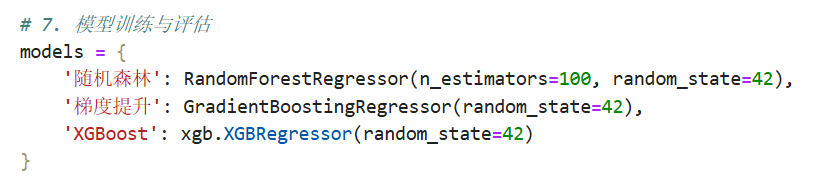 # 7. 模型训练与评估
models = {
    '随机森林': RandomForestRegressor(n_estimators=100, random_state=42),
    '梯度提升': GradientBoostingRegressor(random_state=42),
    'XGBoost': xgb.XGBRegressor(random_state=42)
}